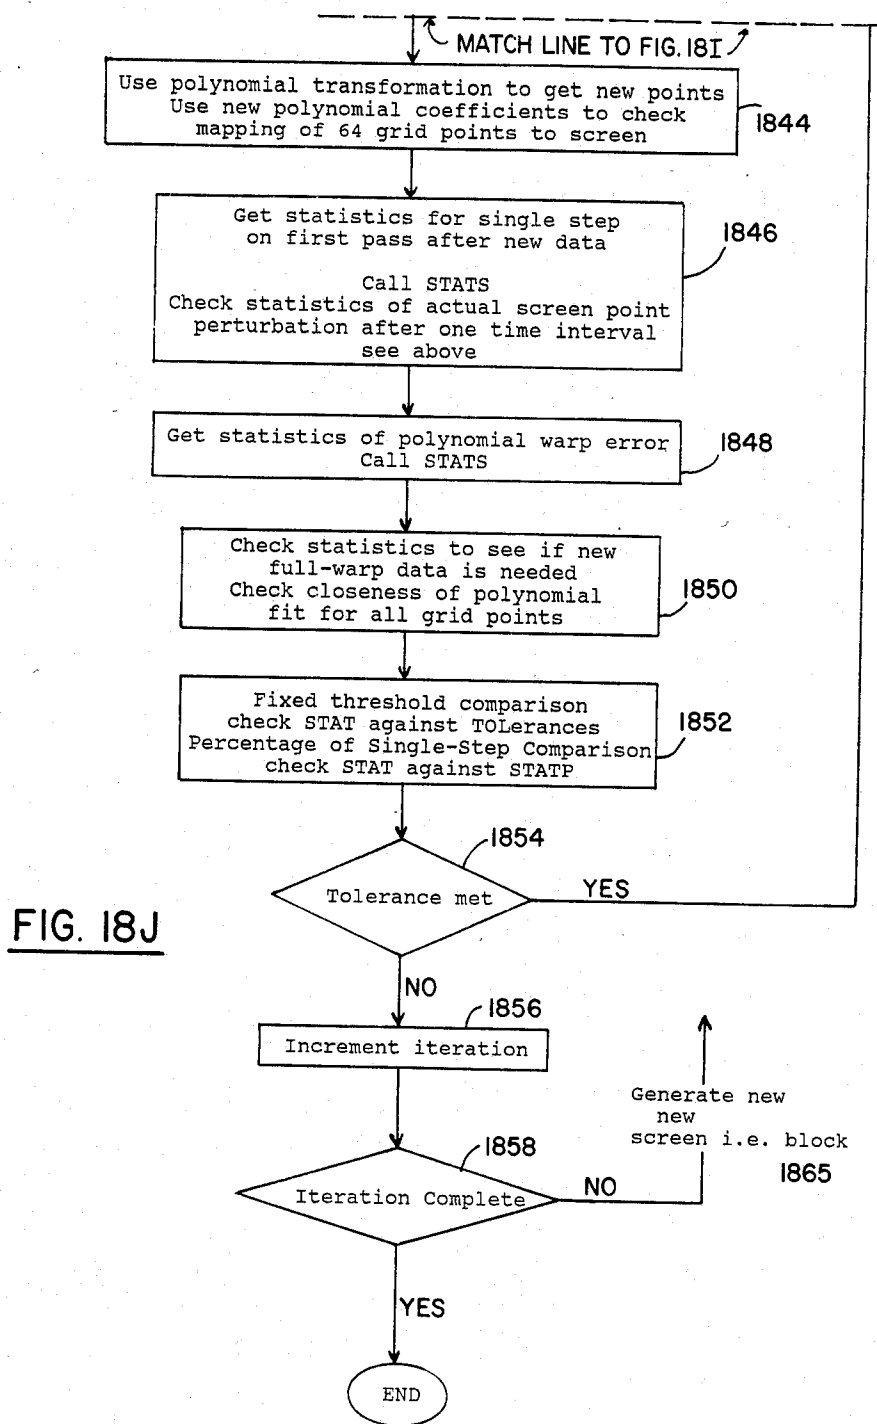 MATCH LINE TO FIG. 18I
Use polynomial transformation to get new points
Use new polynomial coefficients to check
mapping of 64 grid points to screen
1844
Get statistics for single step
on first pass after new data
Call STATS
Check statistics of actual screen point
perturbation after one time interval
see above
1846
Get statistics of polynomial warp error
Call STATS
1848
Check statistics to see if new
full-warp data is needed
Check closeness of polynomial
fit for all grid points
1850
Fixed threshold comparison
check STAT against TOLerances
Percentage of Single-Step Comparison
check STAT against STATP
1852
1854
Tolerance met
YES
FIG. 18J
NO
1856
Increment iteration
Generate new
new
screen i.e. block
1865
1858
Iteration Complete
NO
YES
END